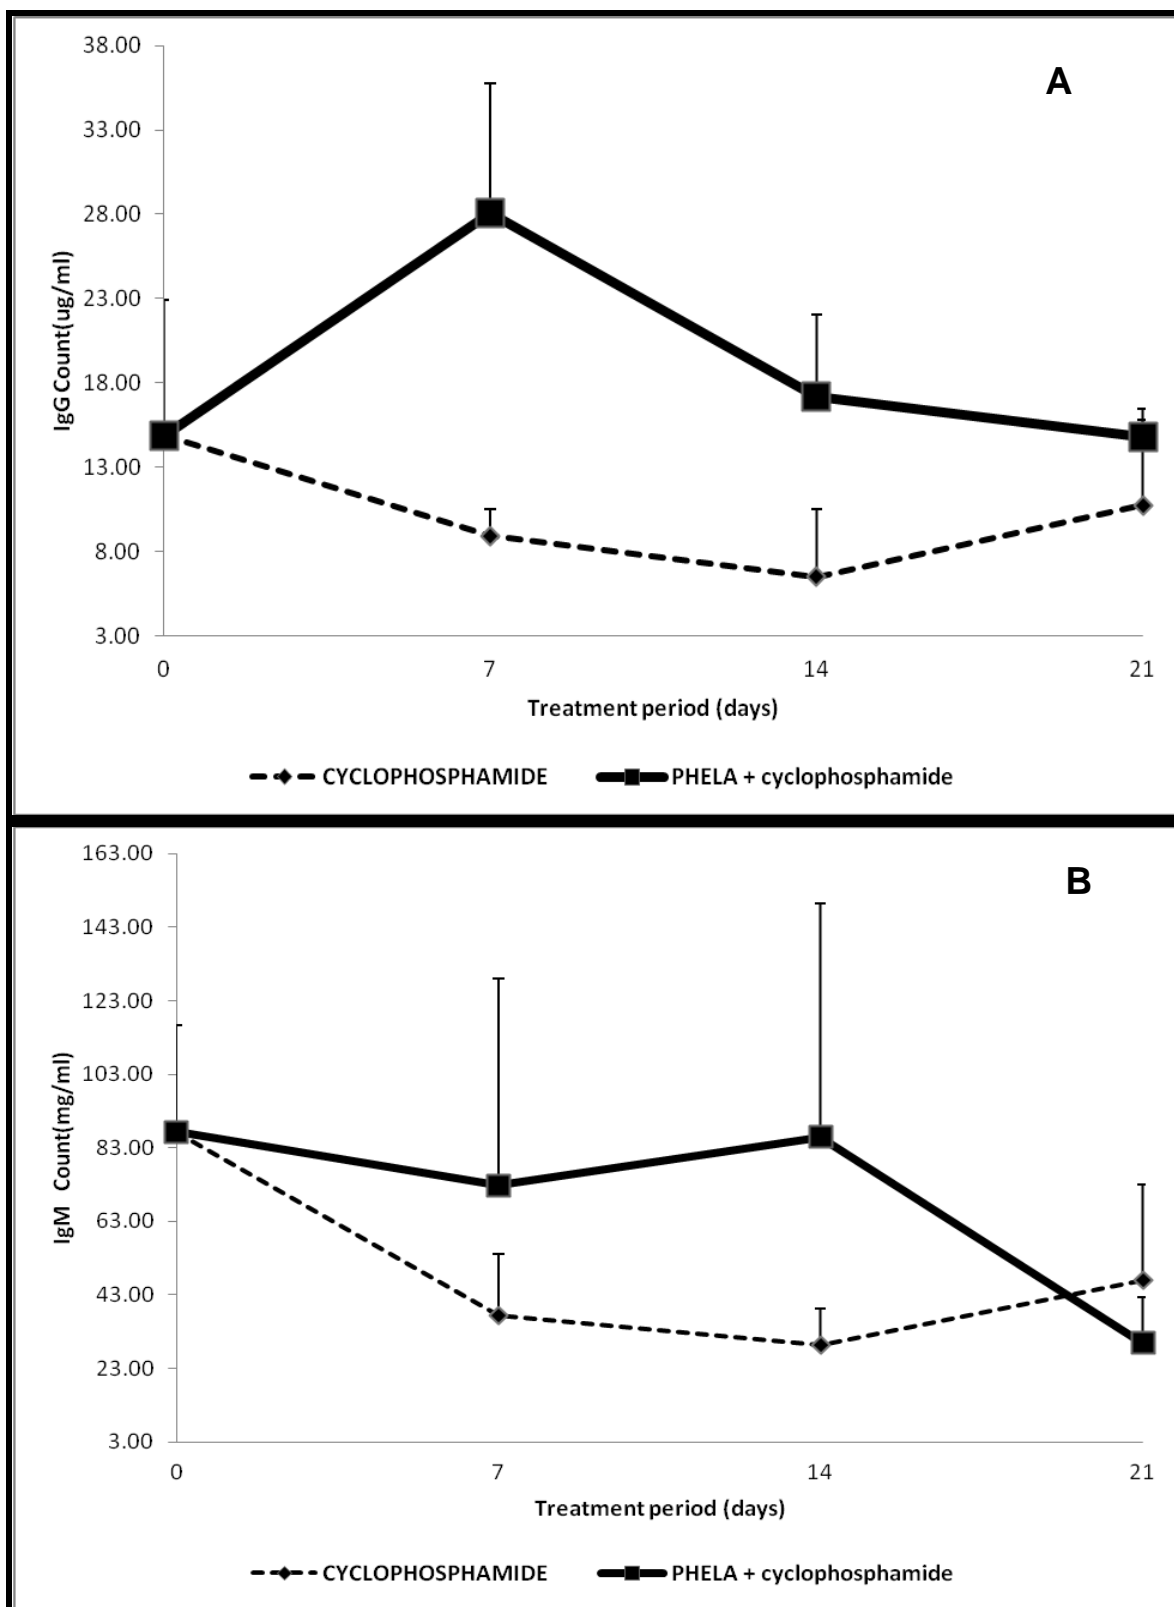 A
38.00
33.00
28.00
23.00
18.00
13.00
8.00
3.00
IgG Count(ug/ml)
0 7 14 21
Treatment period (days)
CYCLOPHOSPHAMIDE PHELA + cyclophosphamide
B
163.00
143.00
123.00
103.00
83.00
63.00
43.00
23.00
3.00
IgM Count(mg/ml)
0 7 14 21
Treatment period (days)
CYCLOPHOSPHAMIDE PHELA + cyclophosphamide